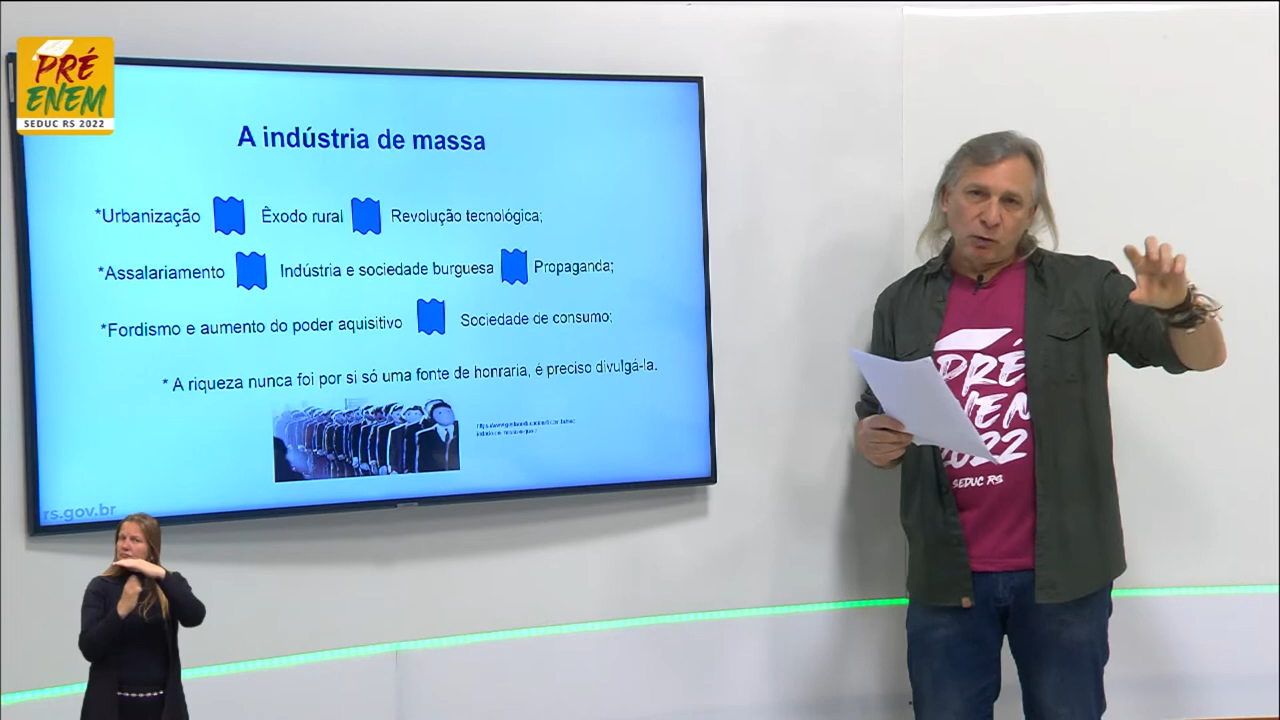 PRÉ
ENEM
SEDUC RS 2022
A indústria de massa
*Urbanização Êxodo rural Revolução tecnológica;
*Assalariamento Indústria e sociedade burguesa Propaganda;
*Fordismo e aumento do poder aquisitivo Sociedade de consumo;
* A riqueza nunca foi por si só uma fonte de honraria, é preciso divulgá-la.
rs.gov.br
PRÉ
ENEM
2022
SEDUC RS